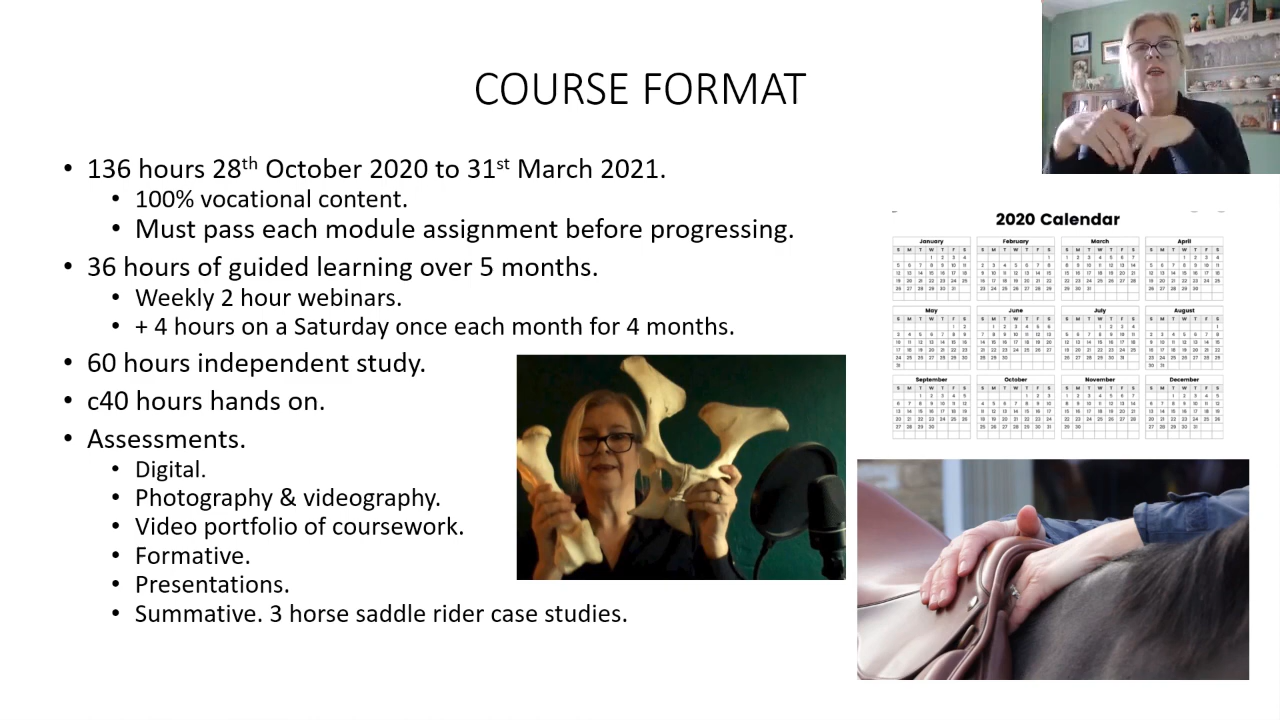 COURSE FORMAT
• 136 hours 28th October 2020 to 31st March 2021.
• 100% vocational content.
• Must pass each module assignment before progressing.
• 36 hours of guided learning over 5 months.
• Weekly 2 hour webinars.
• + 4 hours on a Saturday once each month for 4 months.
• 60 hours independent study.
• c40 hours hands on.
• Assessments.
• Digital.
• Photography & videography.
• Video portfolio of coursework.
• Formative.
• Presentations.
• Summative. 3 horse saddle rider case studies.
2020 Calendar
January February March April
May June July August
September October November December